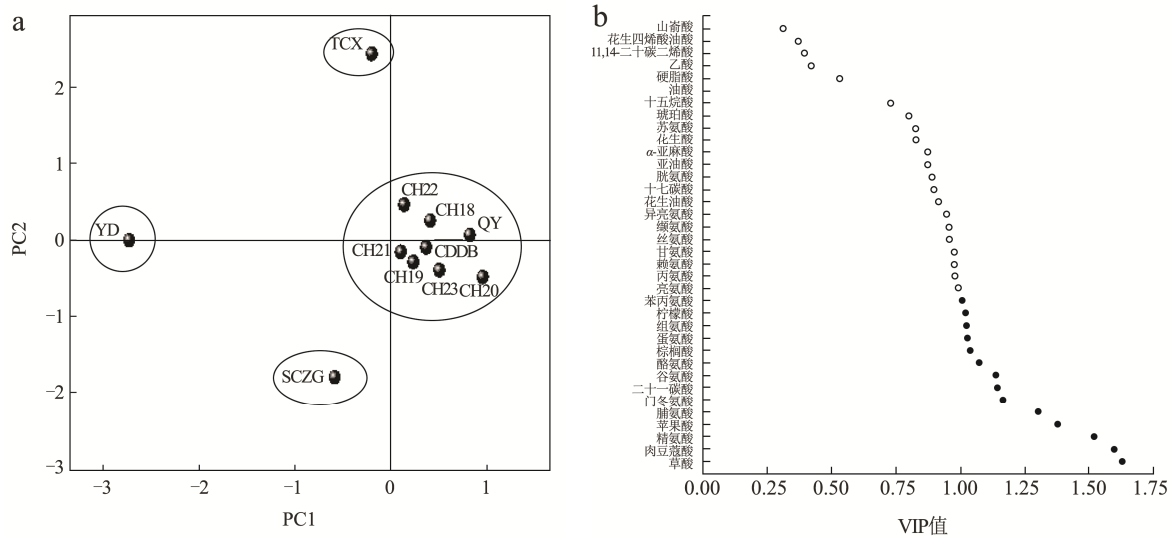 a
TCX
2
1
CH22
CH18
QY
YD
0
CH21
CDDB
CH19
CH23
CH20
PC2
−1
SCZG
−2
−3
−3
−2
−1
0
1
PC1
b
山嵛酸
花生四烯酸油酸
11,14-二十碳二烯酸
乙酸
硬脂酸
油酸
十五烷酸
琥珀酸
苏氨酸
花生酸
α-亚麻酸
亚油酸
胱氨酸
十七碳酸
花生油酸
异亮氨酸
缬氨酸
丝氨酸
甘氨酸
赖氨酸
丙氨酸
亮氨酸
苯丙氨酸
柠檬酸
组氨酸
蛋氨酸
棕榈酸
酪氨酸
谷氨酸
二十一碳酸
门冬氨酸
脯氨酸
苹果酸
精氨酸
肉豆蔻酸
草酸
0.00
0.25
0.50
0.75
1.00
1.25
1.50
1.75
VIP值